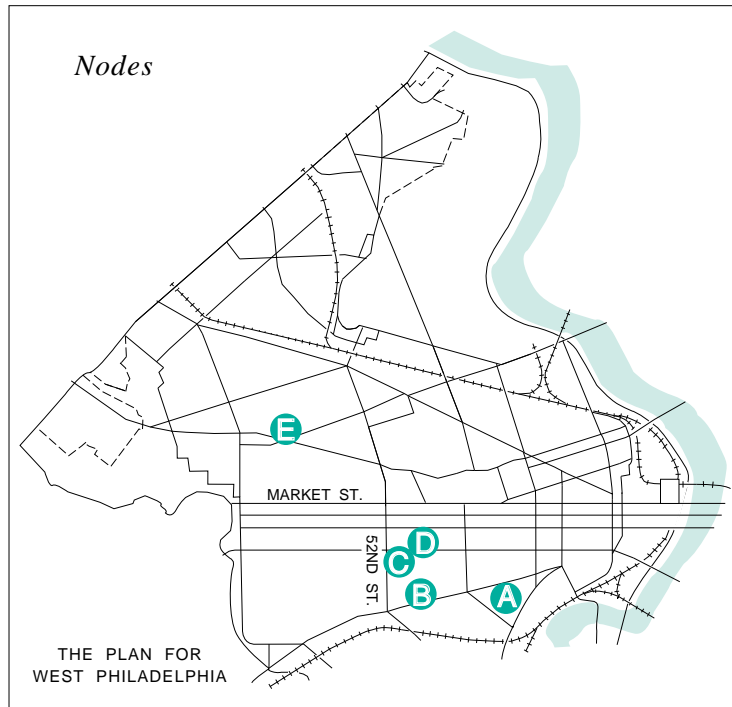 Nodes
E
MARKET ST.
52ND ST.
D
C
B
A
THE PLAN FOR
WEST PHILADELPHIA